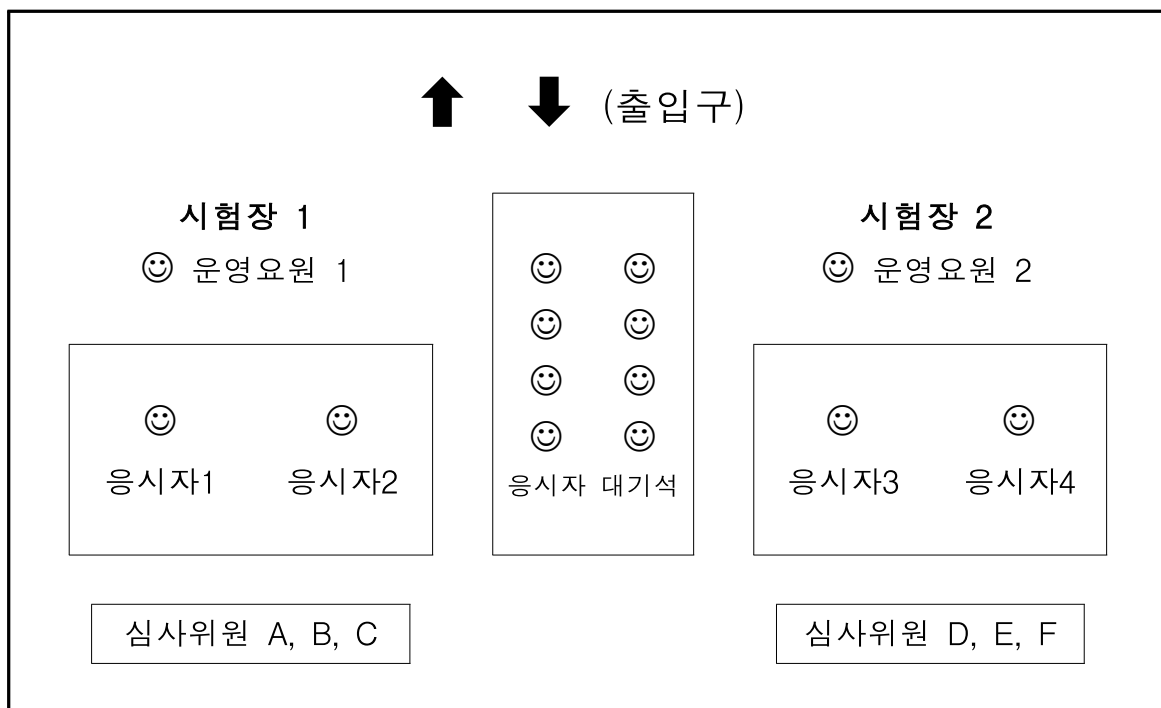 (출입구)
시험장 1
운영요원 1
응시자1 응시자2
심사위원 A, B, C
응시자 대기석
시험장 2
운영요원 2
응시자3 응시자4
심사위원 D, E, F